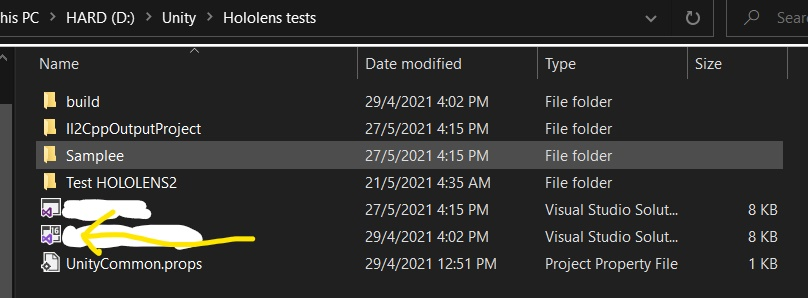 his PC > HARD (D:) > Unity > Hololens tests Sear
Name Date modified Type Size
build 29/4/2021 4:02 PM File folder
Il2CppOutputProject 27/5/2021 4:15 PM File folder
Samplee 27/5/2021 4:15 PM File folder
Test HOLOLENS2 21/5/2021 4:35 AM File folder
27/5/2021 4:15 PM Visual Studio Solut... 8 KB
16 29/4/2021 4:02 PM Visual Studio Solut... 8 KB
UnityCommon.props 29/4/2021 12:51 PM Project Property File 1 KB